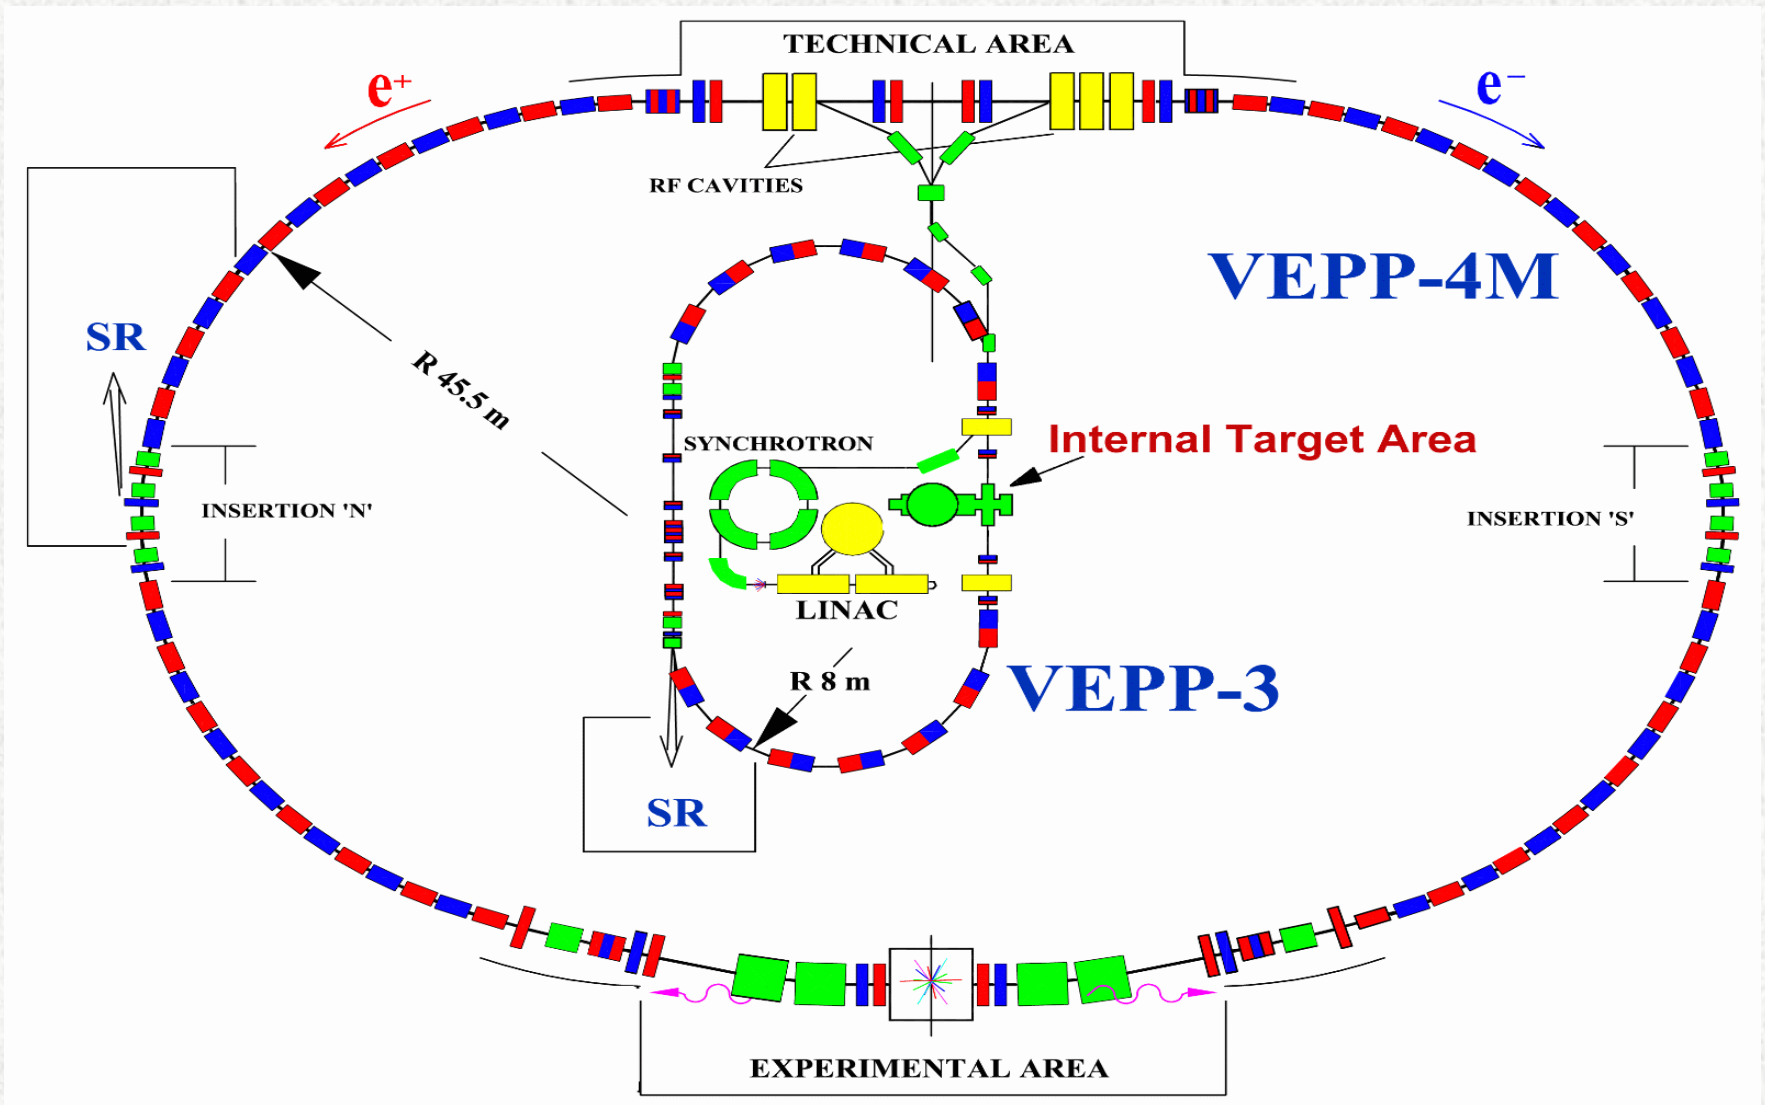 TECHNICAL AREA
e+
e−
RF CAVITIES
VEPP-4M
SR
R 45.5 m
SYNCHROTRON
Internal Target Area
INSERTION 'N'
INSERTION 'S'
LINAC
R 8 m
VEPP-3
SR
EXPERIMENTAL AREA